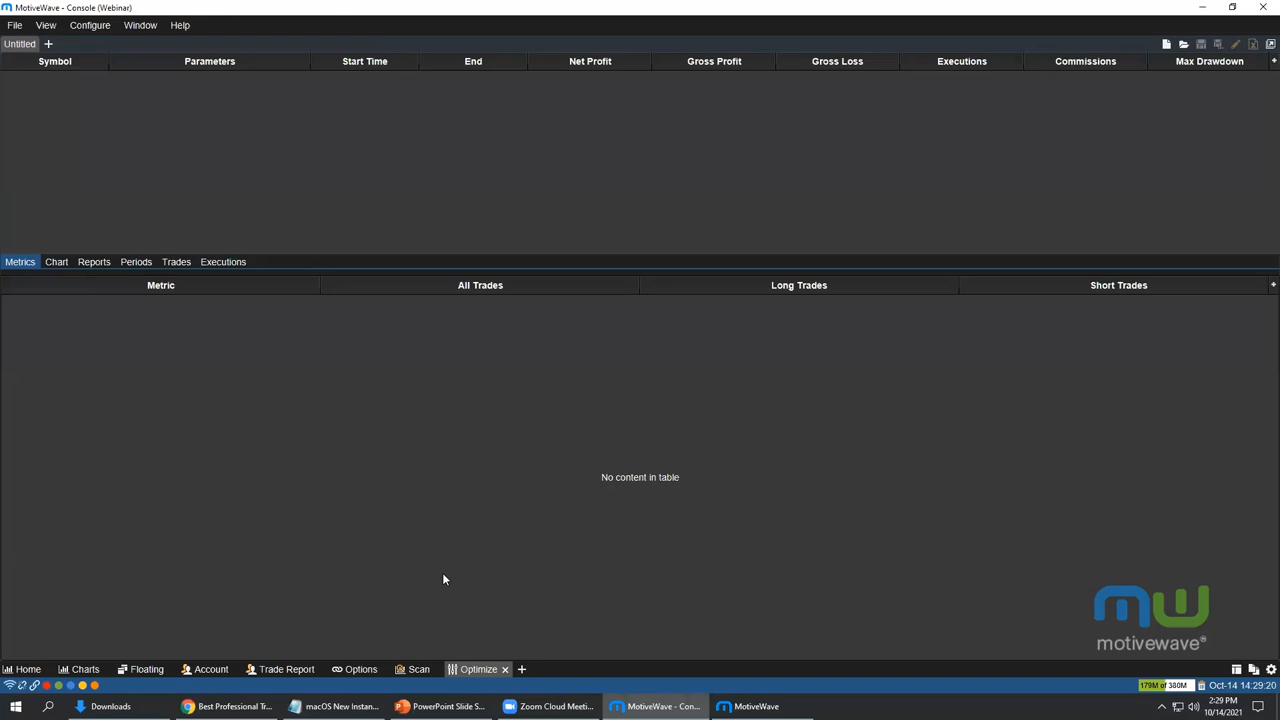 MotiveWave - Console (Webinar)
File View Configure Window Help
Untitled +
Symbol Parameters Start Time End Net Profit Gross Profit Gross Loss Executions Commissions Max Drawdown +
Metrics Chart Reports Periods Trades Executions
Metric All Trades Long Trades Short Trades +
No content in table
motivewave®
Home Charts Floating Account Trade Report Options Scan Optimize × +
179M of 380M Oct-14 14:29:20
Downloads Best Professional Tr... macOS New Instan... PowerPoint Slide S... Zoom Cloud Meeti... MotiveWave - Con... MotiveWave 2:29 PM
10/14/2021